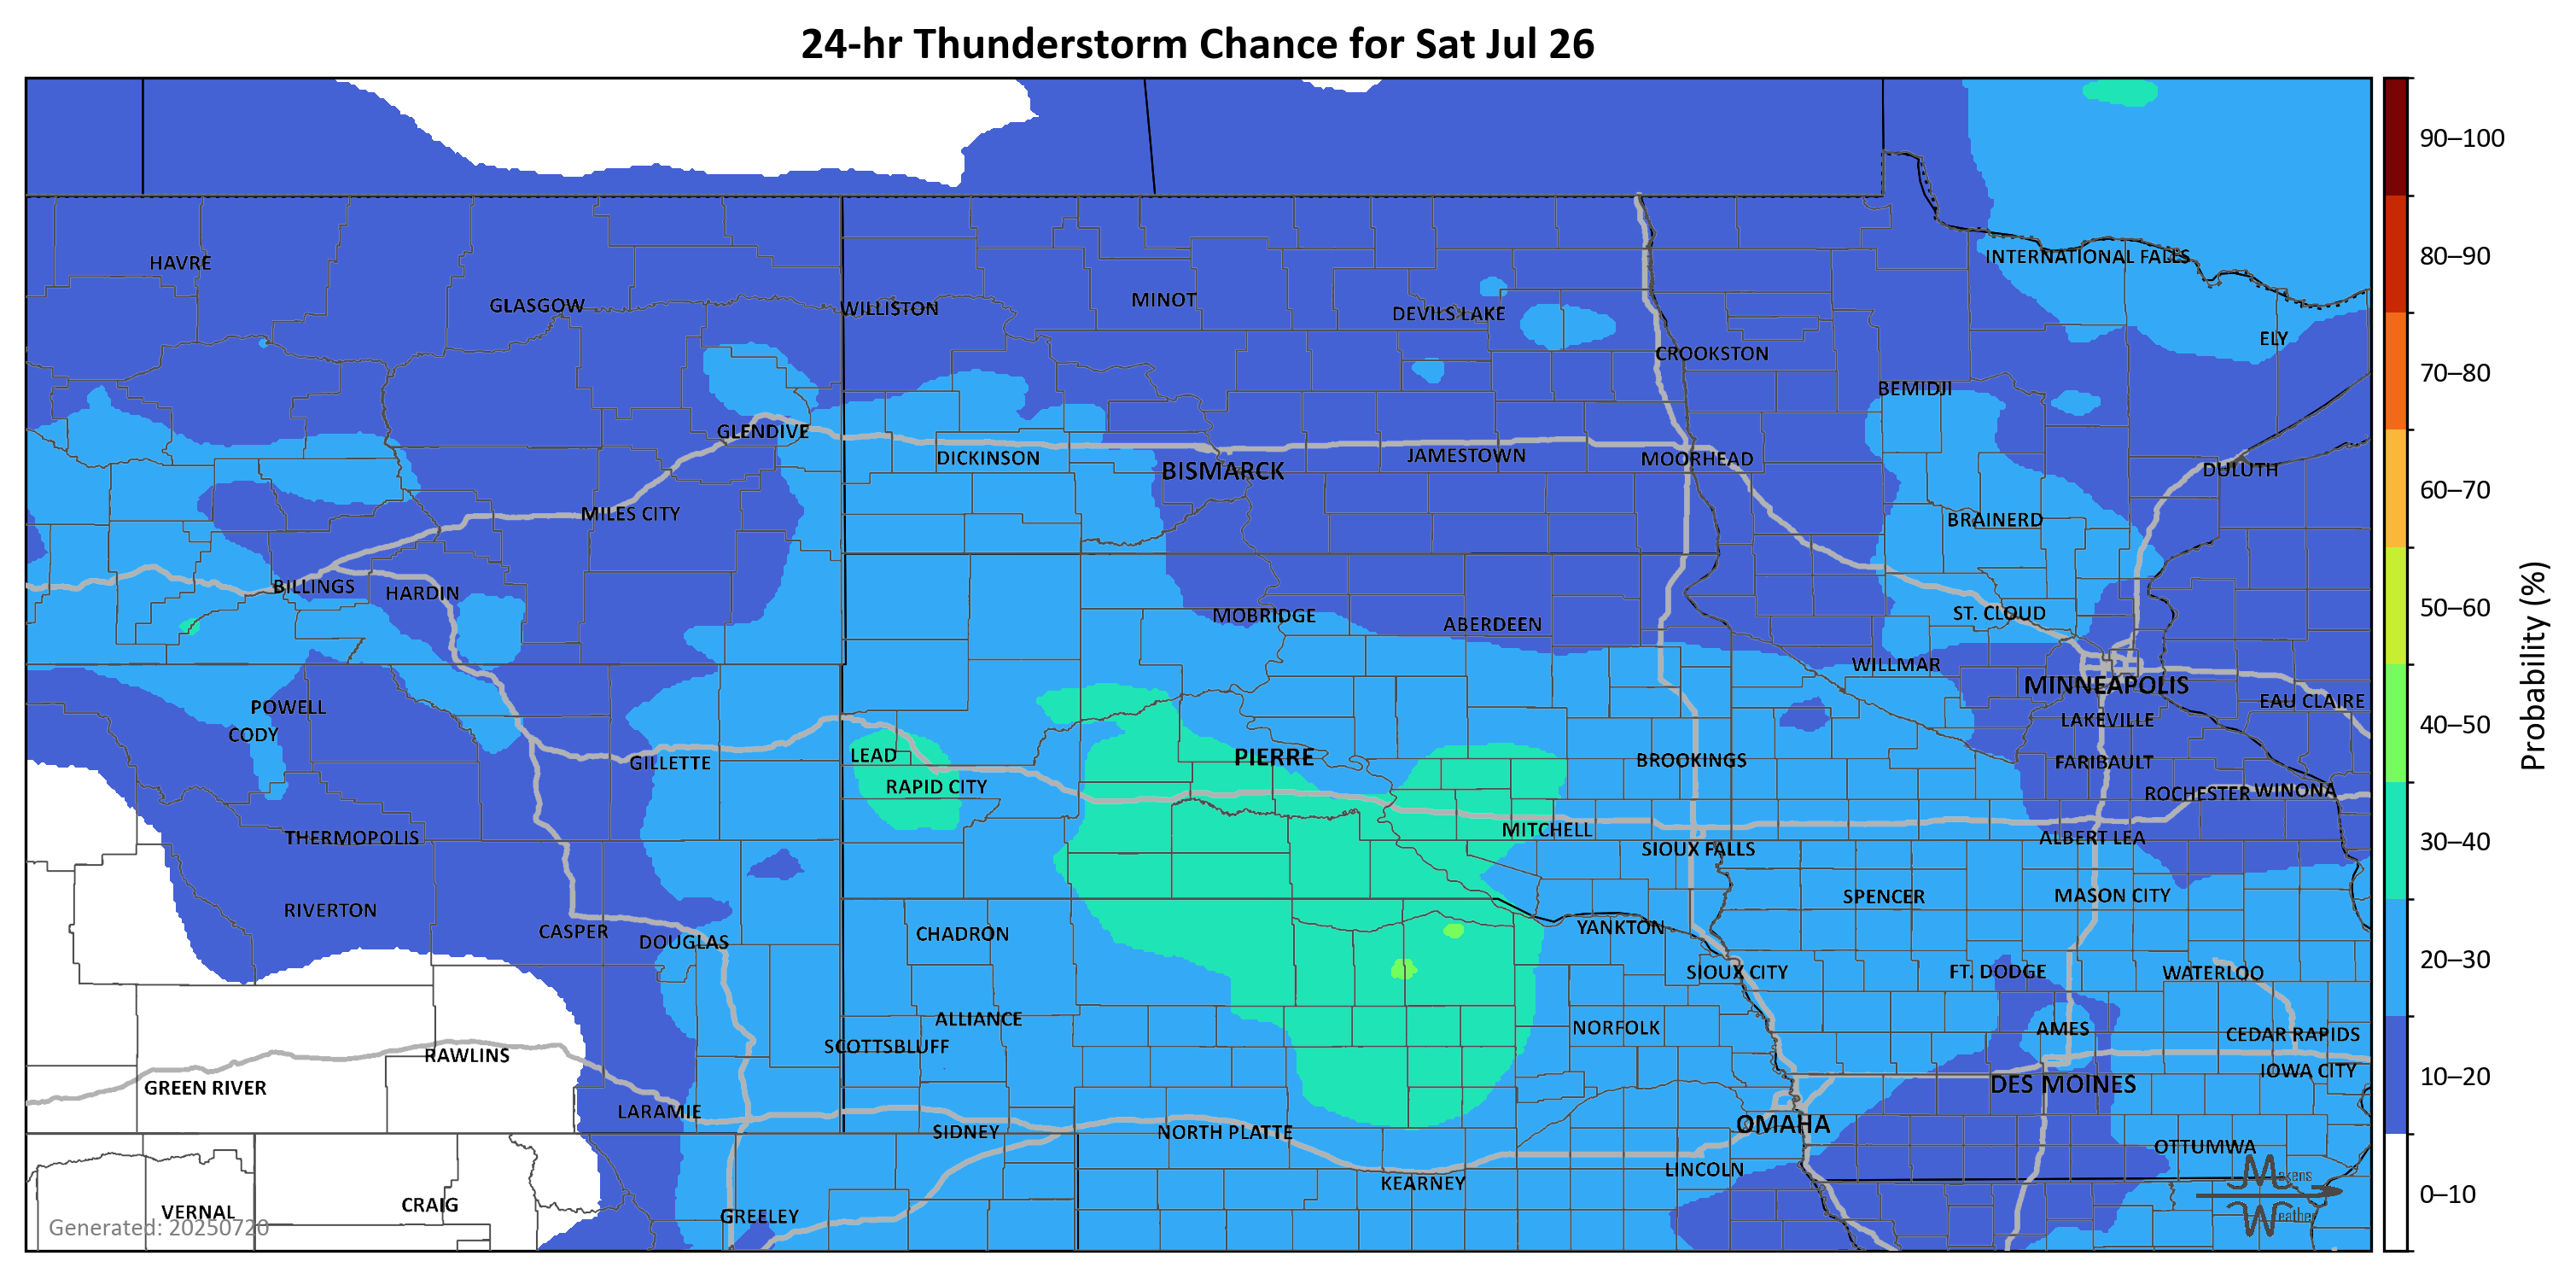 24-hr Thunderstorm Chance for Sat Jul 26
90–100
80–90
70–80
60–70
50–60
40–50
30–40
20–30
10–20
0–10
Probability (%)
HAVRE
GLASGOW
WILLISTON
MINOT
DEVILS LAKE
INTERNATIONAL FALLS
ELY
CROOKSTON
BEMIDJI
GLENDIVE
DICKINSON
BISMARCK
JAMESTOWN
MOORHEAD
DULUTH
MILES CITY
BRAINERD
BILLINGS
HARDIN
MOBRIDGE
ABERDEEN
ST. CLOUD
WILLMAR
MINNEAPOLIS
EAU CLAIRE
POWELL
LAKEVILLE
CODY
GILLETTE
LEAD
PIERRE
BROOKINGS
FARIBAULT
RAPID CITY
ROCHESTER
WINONA
THERMOPOLIS
MITCHELL
ALBERT LEA
SIOUX FALLS
SPENCER
MASON CITY
RIVERTON
CASPER
DOUGLAS
CHADRON
YANKTON
SIOUX CITY
FT. DODGE
WATERLOO
ALLIANCE
NORFOLK
AMES
CEDAR RAPIDS
SCOTTSBLUFF
RAWLINS
IOWA CITY
GREEN RIVER
DES MOINES
LARAMIE
OMAHA
SIDNEY
NORTH PLATTE
OTTUMWA
LINCOLN
KEARNEY
VERNAL
CRAIG
GREELEY
Generated: 20250720
Makens
Weather